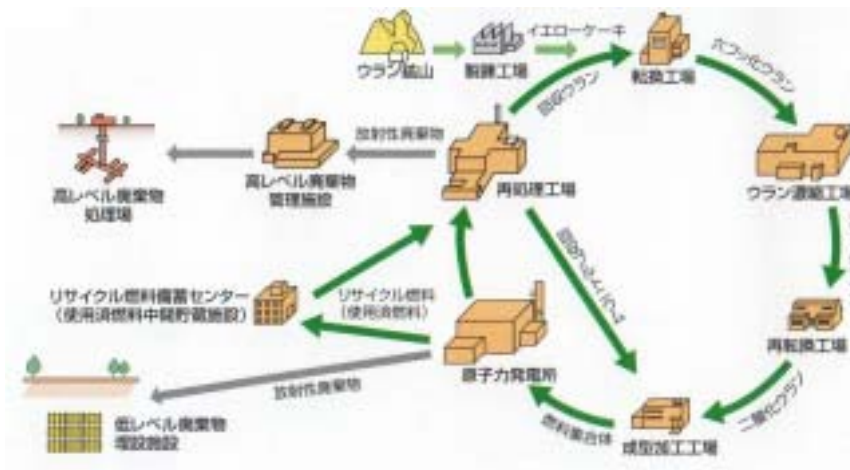 イエローケーキ
ウラン鉱山
製錬工場
転換工場
六フッ化ウラン
回収ウラン
放射性廃棄物
高レベル廃棄物
処理場
高レベル廃棄物
管理施設
再処理工場
ウラン濃縮工場
リサイクル燃料備蓄センター
(使用済燃料中間貯蔵施設)
リサイクル燃料
(使用済燃料)
再転換工場
原子力発電所
放射性廃棄物
二酸化ウラン
低レベル廃棄物
埋設施設
燃料集合体
成型加工工場